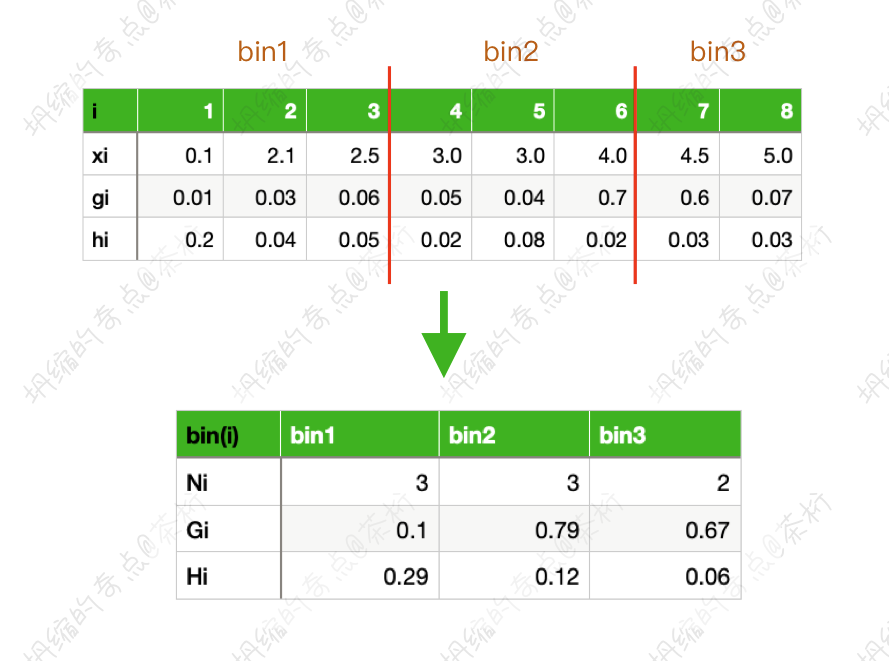 bin1 bin2 bin3
i 1 2 3 4 5 6 7 8
xi 0.1 2.1 2.5 3.0 3.0 4.0 4.5 5.0
gi 0.01 0.03 0.06 0.05 0.04 0.7 0.6 0.07
hi 0.2 0.04 0.05 0.02 0.08 0.02 0.03 0.03
bin(i) bin1 bin2 bin3
Ni 3 3 2
Gi 0.1 0.79 0.67
Hi 0.29 0.12 0.06
坍缩的奇点@茶桁